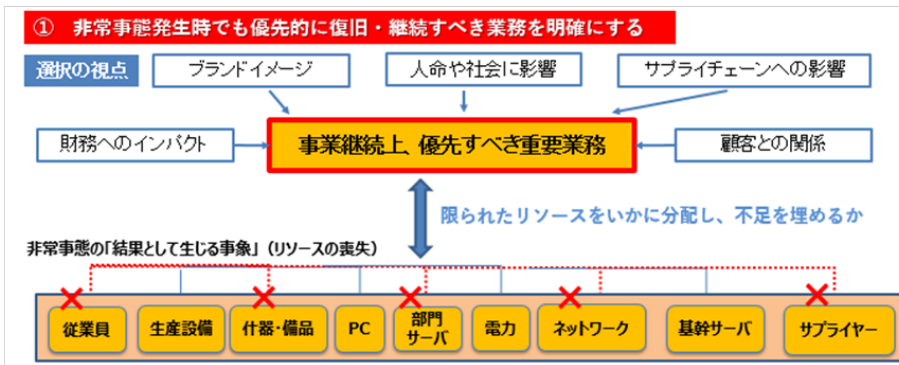 ① 非常事態発生時でも優先的に復旧・継続すべき業務を明確にする
選択の視点
ブランドイメージ
人命や社会に影響
サプライチェーンへの影響
財務へのインパクト
事業継続上、優先すべき重要業務
顧客との関係
限られたリソースをいかに分配し、不足を埋めるか
非常事態の「結果として生じる事象」（リソースの喪失）
従業員
生産設備
什器・備品
PC
部門
サーバ
電力
ネットワーク
基幹サーバ
サプライヤー